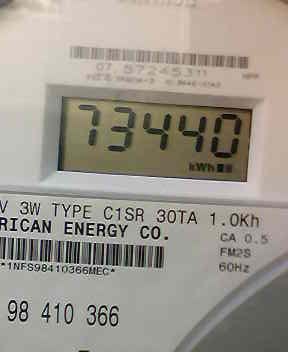 07.57245311
73440
kWh
V 3W TYPE C1SR 30TA 1.0Kh
RICAN ENERGY CO.
CA 0.5
FM2S
*1NFS98410366MEC*
60Hz
98 410 366